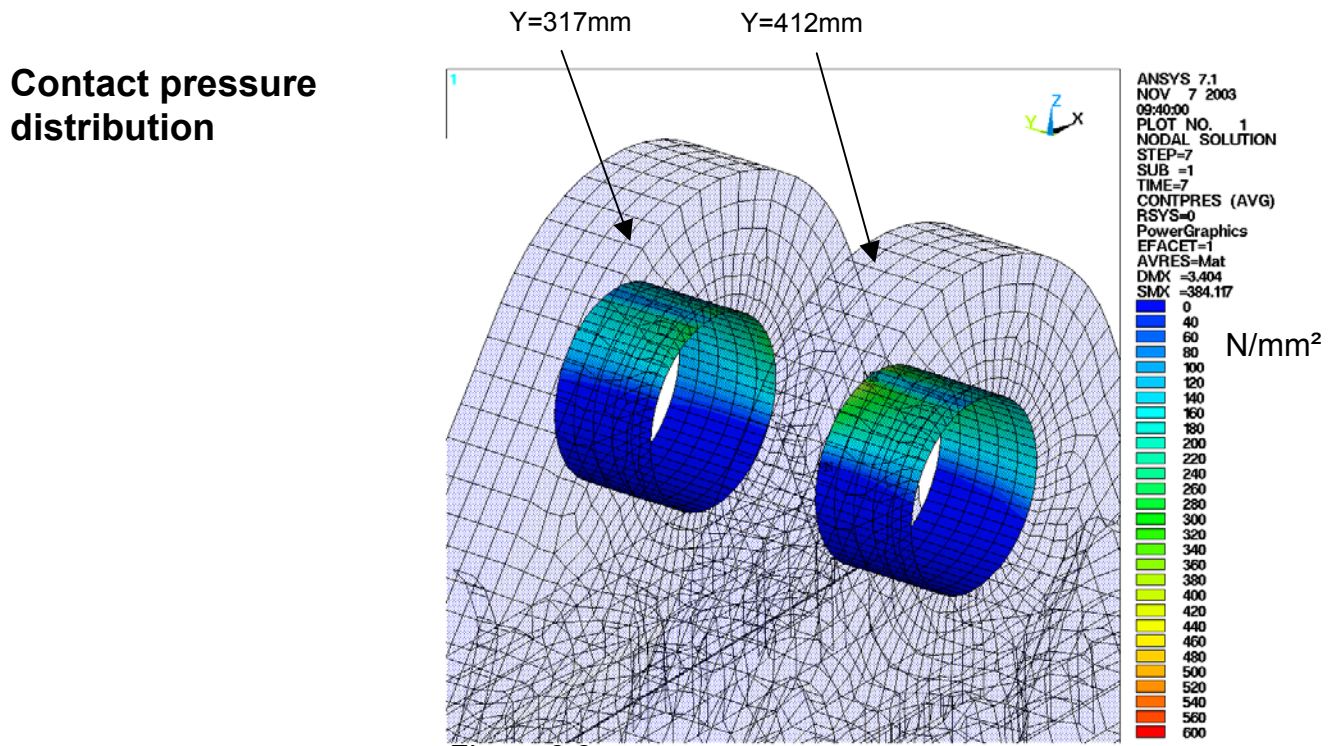 Y=317mm
Y=412mm
Contact pressure
distribution
1
Z
Y
X
ANSYS 7.1
NOV 7 2003
09:40:00
PLOT NO. 1
NODAL SOLUTION
STEP=7
SUB =1
TIME=7
CONTPRES (AVG)
RSYS=0
PowerGraphics
EFACET=1
AVRES=Mat
DMX =3.404
SMX =384.117
0
40
60
80
N/mm²
100
120
140
160
180
200
220
240
260
280
300
320
340
360
380
400
420
440
460
480
500
520
540
560
600